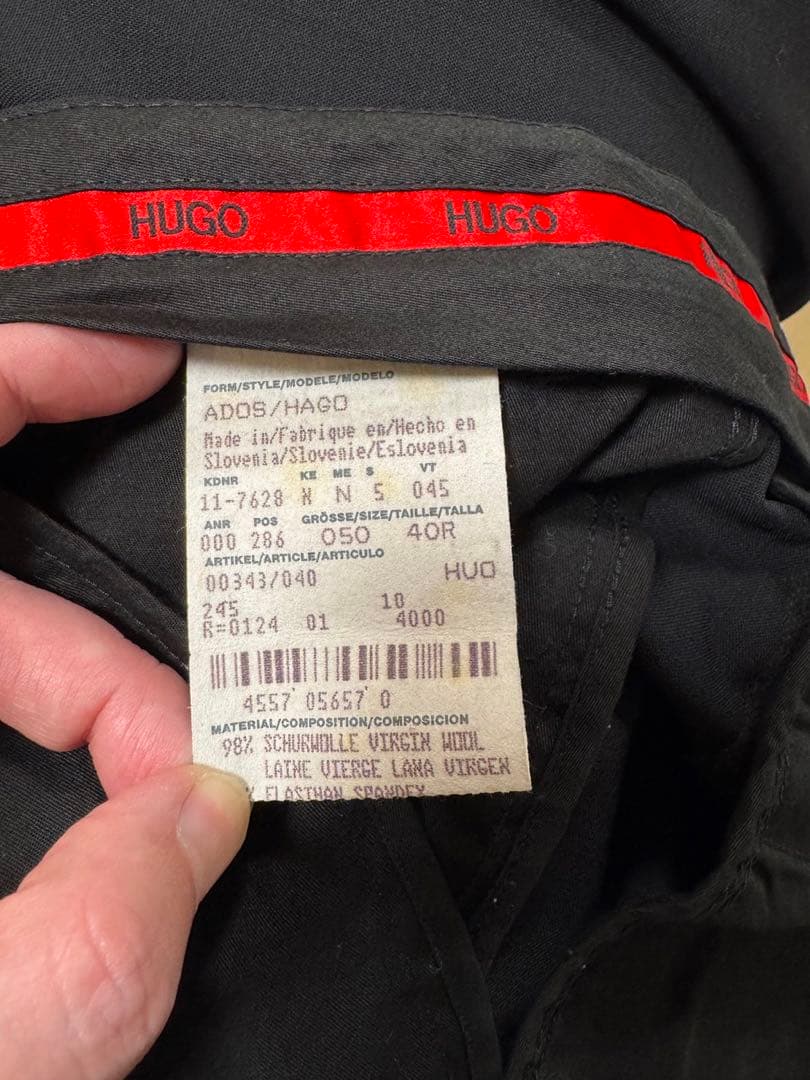 HUGO HUGO
FORM/STYLE/MODELE/MODELO
ADOS/HAGO
Made in/Fabrique en/Hecho en
Slovenia/Slovenie/Eslovenia
KDNR KE ME S VT
11-7628 N S 045
ANR POS GRÖSSE/SIZE/TAILLE/TALLA
000 286 050 40R
ARTIKEL/ARTICLE/ARTICULO
00343/040 HUO
245 10
R=0124 01 4000
4557 05657 0
MATERIAL/COMPOSITION/COMPOSICION
98% SCHURWOLLE VIRGIN WOOL
LAINE VIERGE LANA VIRGEN
ELASTHAN SPANDEX